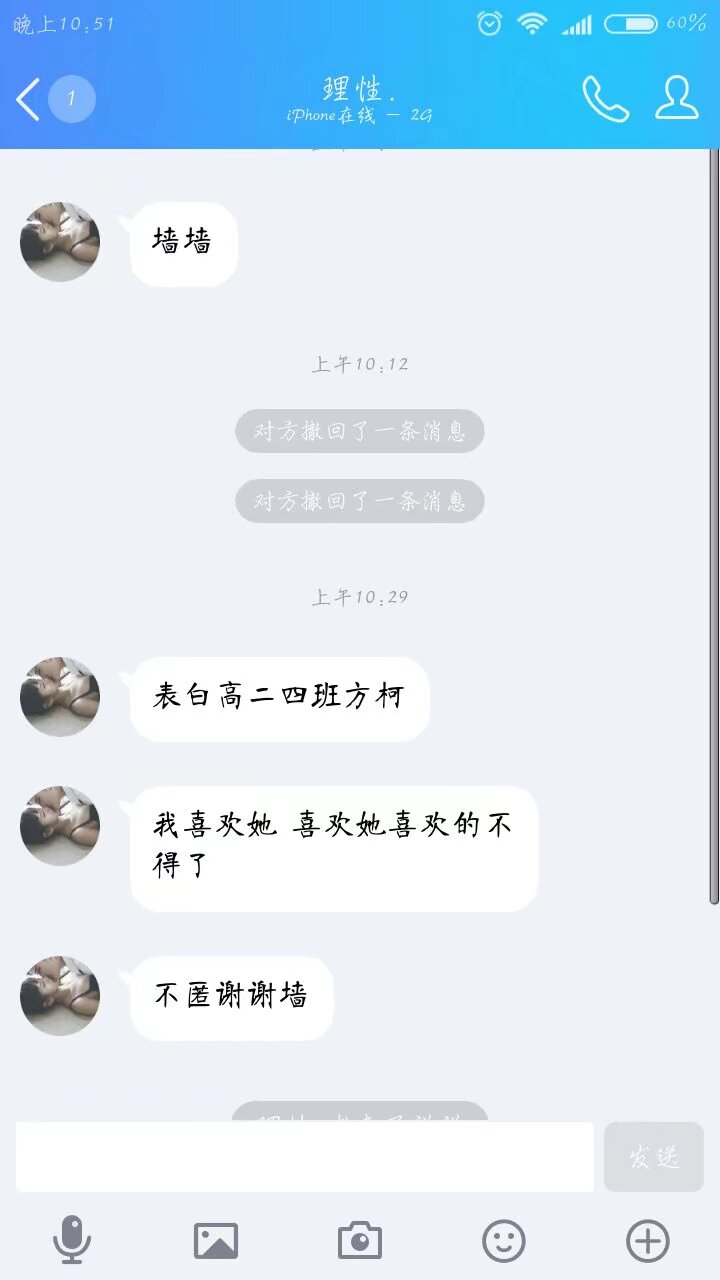 晚上10:51
60%
1
理性.
iPhone在线 - 2G
墙墙
上午10:12
对方撤回了一条消息
对方撤回了一条消息
上午10:29
表白高二四班方柯
我喜欢她 喜欢她喜欢的不
得了
不匿谢谢墙
发送